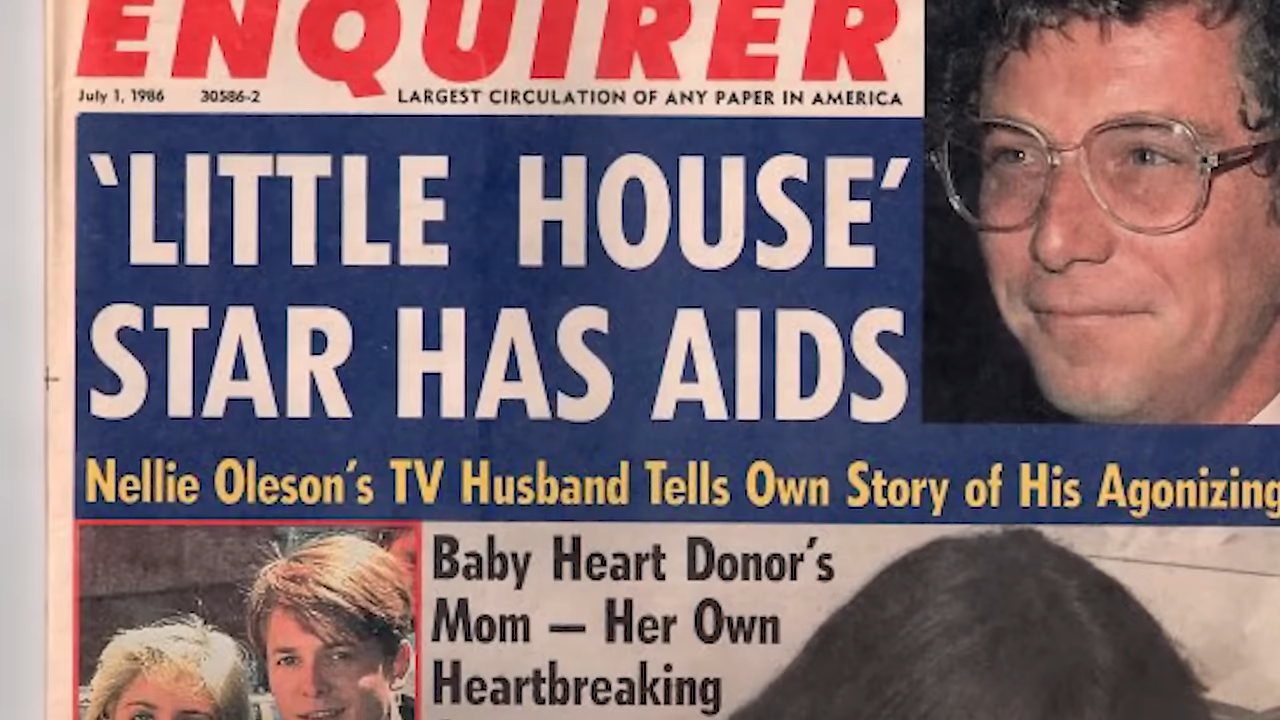 ENQUIRER
July 1, 1986 30586-2 LARGEST CIRCULATION OF ANY PAPER IN AMERICA
‘LITTLE HOUSE’
STAR HAS AIDS
Nellie Oleson's TV Husband Tells Own Story of His Agonizing
Baby Heart Donor's
Mom — Her Own
Heartbreaking